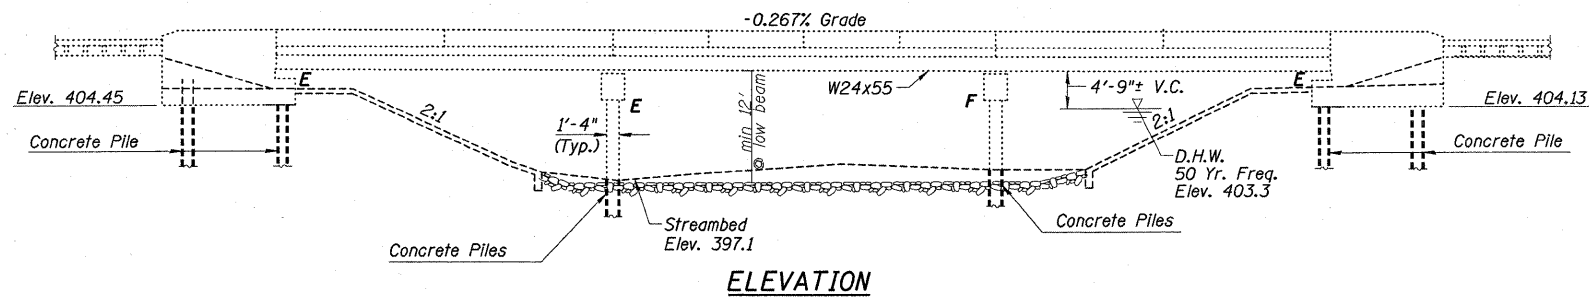 -0.267% Grade
E
E
E
F
W24x55
4'-9"± V.C.
Elev. 404.45
Elev. 404.13
2:1
2:1
1'-4"
(Typ.)
min 12'
@ low beam
Concrete Pile
Concrete Pile
D.H.W.
50 Yr. Freq.
Elev. 403.3
Streambed
Elev. 397.1
Concrete Piles
Concrete Piles
ELEVATION